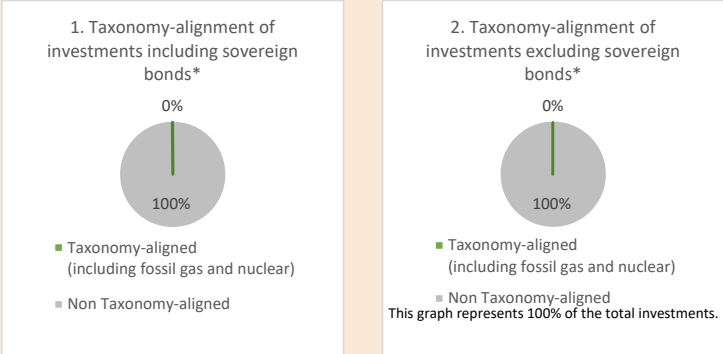 1. Taxonomy-alignment of
investments including sovereign
bonds*
0%
100%
Taxonomy-aligned
(including fossil gas and nuclear)
Non Taxonomy-aligned
2. Taxonomy-alignment of
investments excluding sovereign
bonds*
0%
100%
Taxonomy-aligned
(including fossil gas and nuclear)
Non Taxonomy-aligned
This graph represents 100% of the total investments.